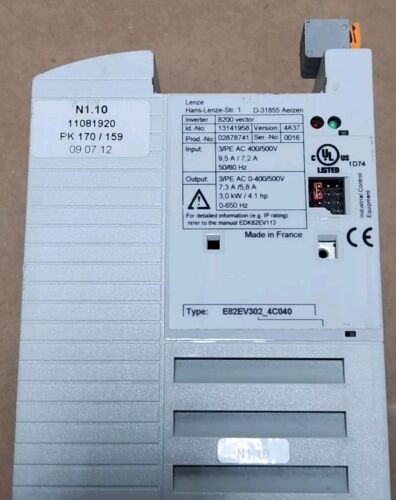 N1.10
11081920
PK 170 / 159
09.07.12
Lenze
Hans-Lenze-Str. 1 D-31855 Aerzen
Inverter 8200 vector
Id.-No 13141958 Version 4A37
Prod.-No 02878741 Ser.-No 0016
Input: 3/PE AC 400/500V
9,5 A / 7,2 A
50/60 Hz
Output: 3/PE AC 0-400/500V
7,3 A /5,8 A
3,0 kW / 4.1 hp
0-650 Hz
For detailed information (e.g. IP rating)
refer to the manual EDK82EV113
Made in France
C UL US
LISTED
1D74
Industrial Control
Equipment
CE
Type: E82EV302_4C040
N1.10